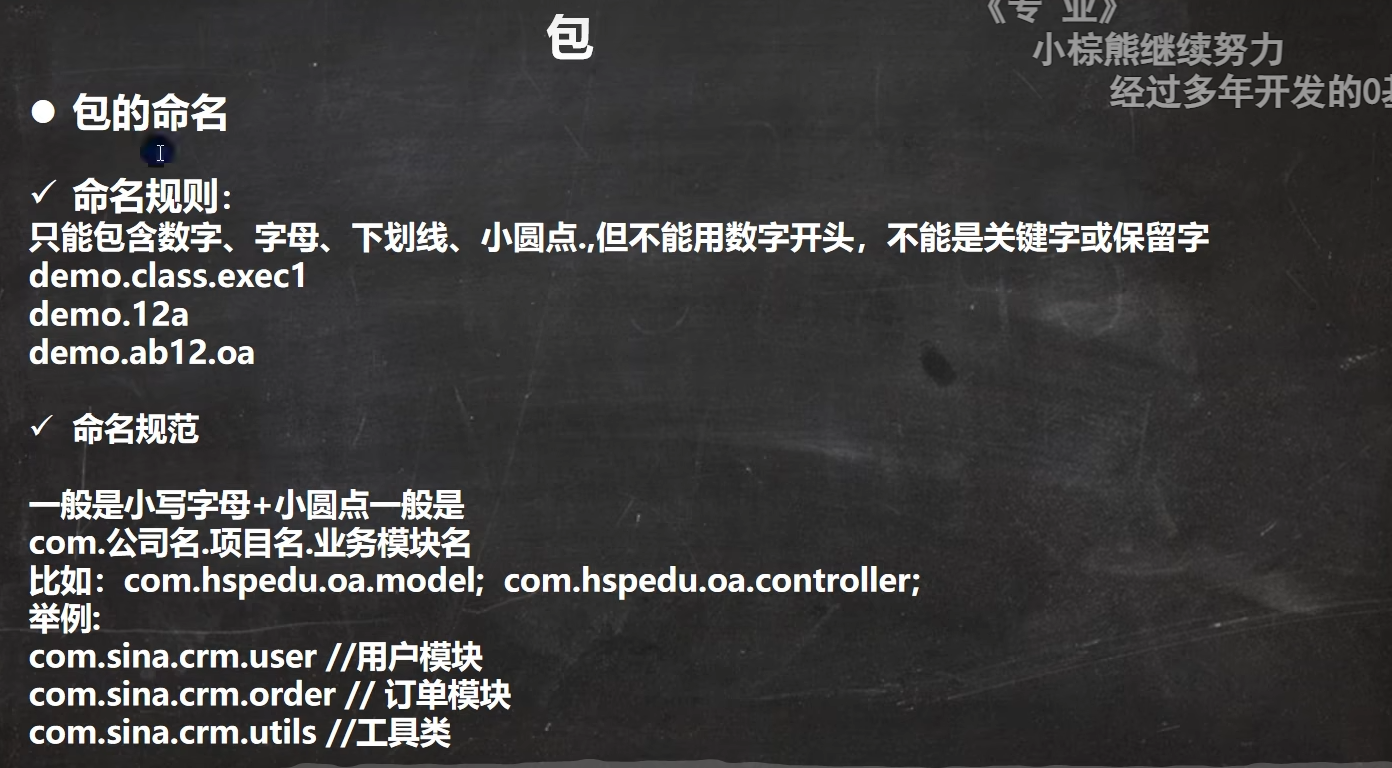 包
《专 业》
小棕熊继续努力
经过多年开发的0基
● 包的命名
✓ 命名规则：
只能包含数字、字母、下划线、小圆点.,但不能用数字开头，不能是关键字或保留字
demo.class.exec1
demo.12a
demo.ab12.oa
✓ 命名规范
一般是小写字母+小圆点一般是
com.公司名.项目名.业务模块名
比如：com.hspedu.oa.model; com.hspedu.oa.controller;
举例:
com.sina.crm.user //用户模块
com.sina.crm.order // 订单模块
com.sina.crm.utils //工具类